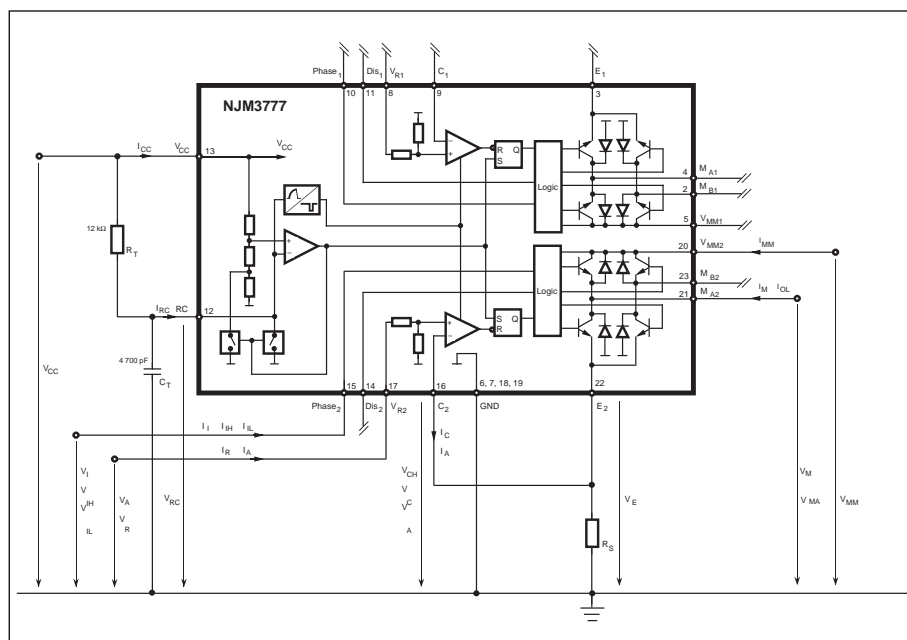 Phase1 Dis1 VR1 C1 E1
10 11 8 9 3
NJM3777
ICC VCC 13 VCC
R Q
S
4 MA1
2 MB1
Logic
5 VMM1
12 kΩ
RT
+
−
20 VMM2 IMM
23 MB2
Logic
IM IOL
21 MA2
IRC RC
12
S Q
R
4 700 pF
CT
VCC
15 14 17 16 6, 7, 18, 19 22
Phase2 Dis2 VR2 C2 GND E2
II IIH IIL
IC
IR IA
IA
VI
V
VIH
IL
VA
V
R
VRC
VCH
V
VC
A
VE
VM
VMA
VMM
RS